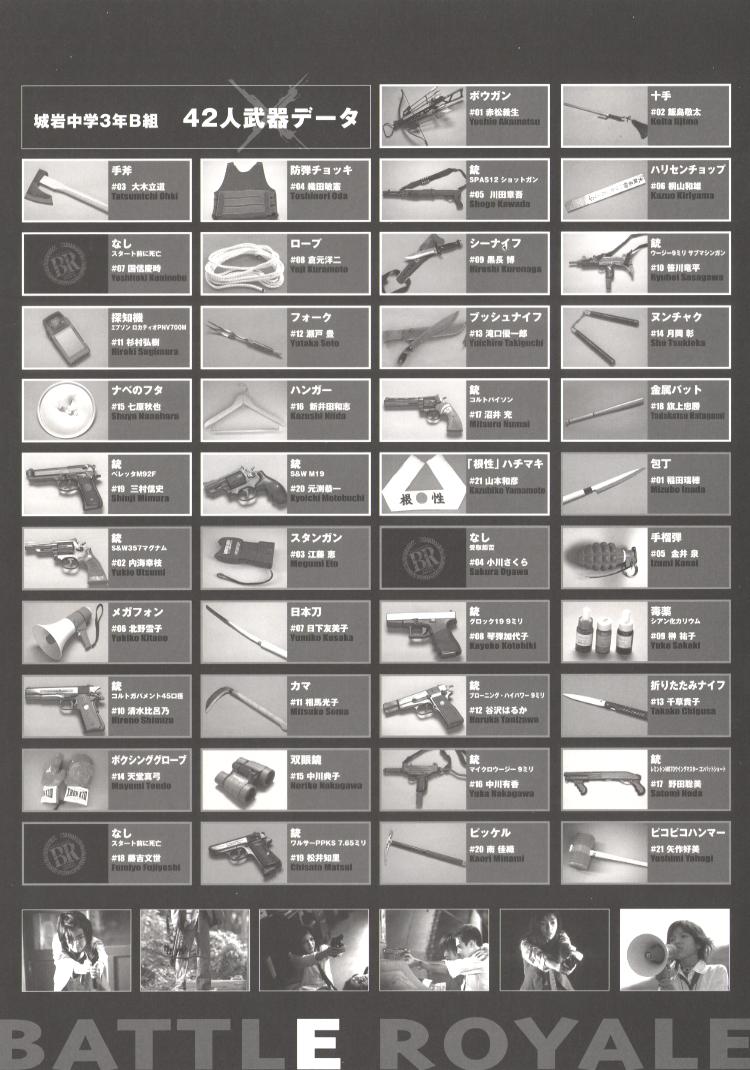 城岩中学3年B組 42人武器データ
ボウガン
#01 赤松義生
Yoshio Akamatsu
十手
#02 飯島敬太
Keita Iijima
手斧
#03 大木立道
Tatsumichi Ohki
防弾チョッキ
#04 織田敏憲
Toshinori Oda
銃
SPAS12 ショットガン
#05 川田章吾
Shogo Kawada
ハリセンチョップ
#06 桐山和雄
Kazuo Kiriyama
なし
スタート前に死亡
#07 国信慶時
Yoshitoki Kuninobu
ロープ
#08 倉元洋二
Yoji Kuramoto
シーナイフ
#09 黒長 博
Hiroshi Kuronaga
銃
ウージー9ミリ サブマシンガン
#10 笹川竜平
Ryuhei Sasagawa
探知機
エプソン ロカティオPNV700M
#11 杉村弘樹
Hiroki Sugimura
フォーク
#12 瀬戸 豊
Yutaka Seto
ブッシュナイフ
#13 滝口優一郎
Yuichiro Takiguchi
ヌンチャク
#14 月岡 彰
Sho Tsukioka
ナベのフタ
#15 七原秋也
Shuya Nanahara
ハンガー
#16 新井田和志
Kazushi Niida
銃
コルトパイソン
#17 沼井 充
Mitsuru Numai
金属バット
#18 旗上忠勝
Tadakatsu Hatagami
銃
ベレッタM92F
#19 三村信史
Shinji Mimura
銃
S&W M19
#20 元渕恭一
Kyoichi Motobuchi
「根性」ハチマキ
#21 山本和彦
Kazuhiko Yamamoto
根 性
包丁
#01 稲田瑞穂
Mizuho Inada
銃
S&W357マグナム
#02 内海幸枝
Yukie Utsumi
スタンガン
#03 江藤 恵
Megumi Eto
なし
#04 小川さくら
Sakura Ogawa
手榴弾
#05 金井 泉
Izumi Kanai
メガフォン
#06 北野雪子
Yukiko Kitano
日本刀
#07 日下友美子
Yumiko Kusaka
銃
グロック19 9ミリ
#08 琴弾加代子
Kayoko Kotohiki
毒薬
シアン化カリウム
#09 榊 祐子
Yuko Sakaki
銃
コルトガバメント45口径
#10 清水比呂乃
Hirono Shimizu
カマ
#11 相馬光子
Mitsuko Soma
銃
ブローニング・ハイパワー 9ミリ
#12 谷沢はるか
Haruka Tanizawa
折りたたみナイフ
#13 千草貴子
Takako Chigusa
ボクシンググローブ
#14 天堂真弓
Mayumi Tendo
双眼鏡
#15 中川典子
Noriko Nakagawa
銃
マイクロウージー 9ミリ
#16 中川有香
Yuka Nakagawa
銃
#17 野田聡美
Satomi Noda
なし
スタート前に死亡
#18 藤吉文世
Fumiyo Fujiyoshi
銃
ワルサーPPKS 7.65ミリ
#19 松井知里
Chisato Matsui
ピッケル
#20 南 佳織
Kaori Minami
ピコピコハンマー
#21 矢作好美
Yoshimi Yahagi
BATTLE ROYALE